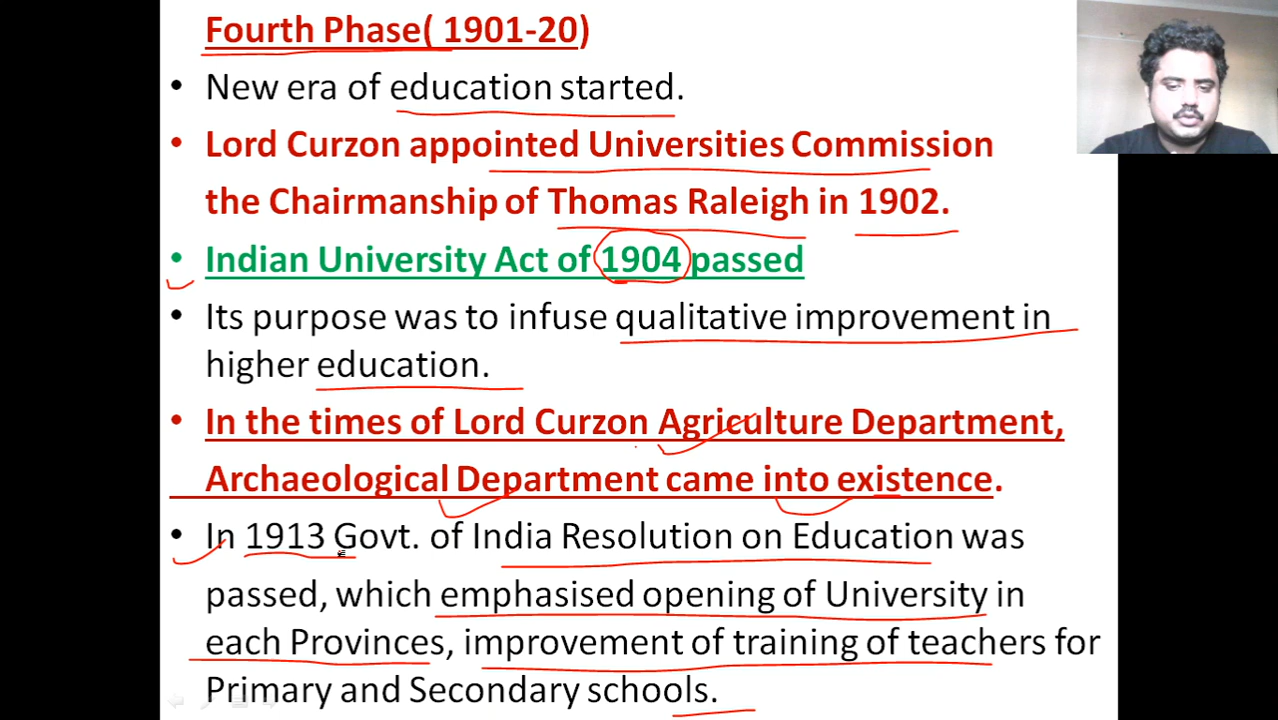 Fourth Phase( 1901-20)
• New era of education started.
• Lord Curzon appointed Universities Commission
the Chairmanship of Thomas Raleigh in 1902.
• Indian University Act of 1904 passed
• Its purpose was to infuse qualitative improvement in
higher education.
• In the times of Lord Curzon Agriculture Department,
Archaeological Department came into existence.
• In 1913 Govt. of India Resolution on Education was
passed, which emphasised opening of University in
each Provinces, improvement of training of teachers for
Primary and Secondary schools.